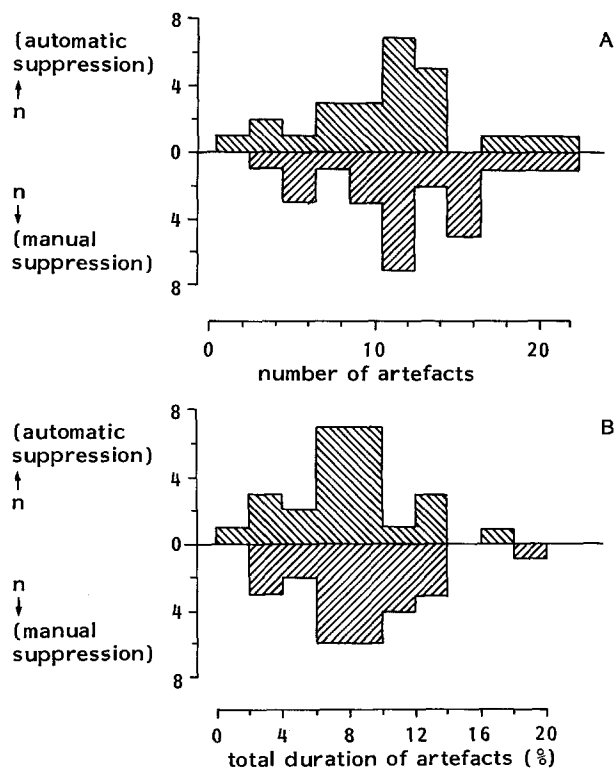 A
8
(automatic
suppression)
4
↑
n
0
n
↓
4
(manual
suppression)
8
0 10 20
number of artefacts
B
8
(automatic
suppression)
4
↑
n
0
n
↓
4
(manual
suppression)
8
0 4 8 12 16 20
total duration of artefacts (%)